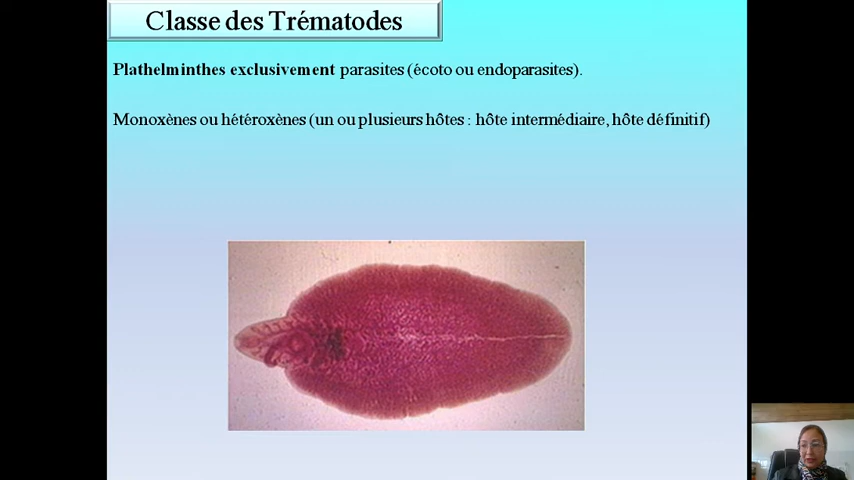 Classe des Trématodes
Plathelminthes exclusivement parasites (écoto ou endoparasites).
Monoxènes ou hétéroxènes (un ou plusieurs hôtes : hôte intermédiaire, hôte définitif)